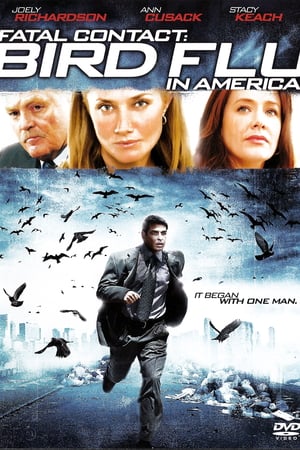 JOELY
RICHARDSON
ANN
CUSACK
STACY
KEACH
FATAL CONTACT:
BIRD FLU
IN AMERICA
IT BEGAN
WITH ONE MAN.
DVD
VIDEO